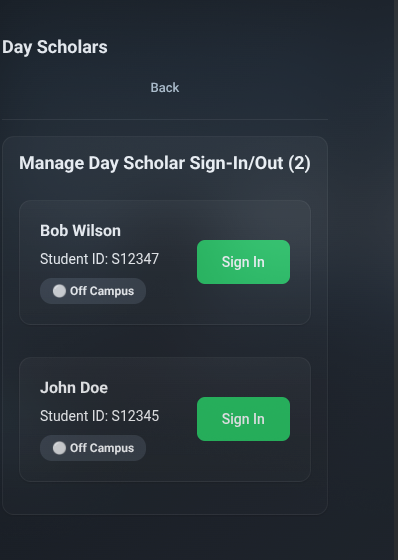 Day Scholars
Back
Manage Day Scholar Sign-In/Out (2)
Bob Wilson
Student ID: S12347
Off Campus
Sign In
John Doe
Student ID: S12345
Off Campus
Sign In